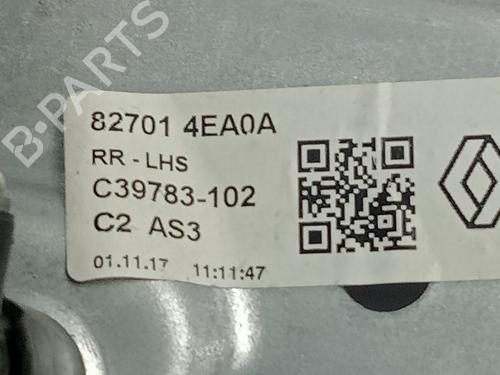 B-PARTS
82701 4EA0A
RR - LHS
C39783-102
C2 AS3
01.11.17 11:11:47